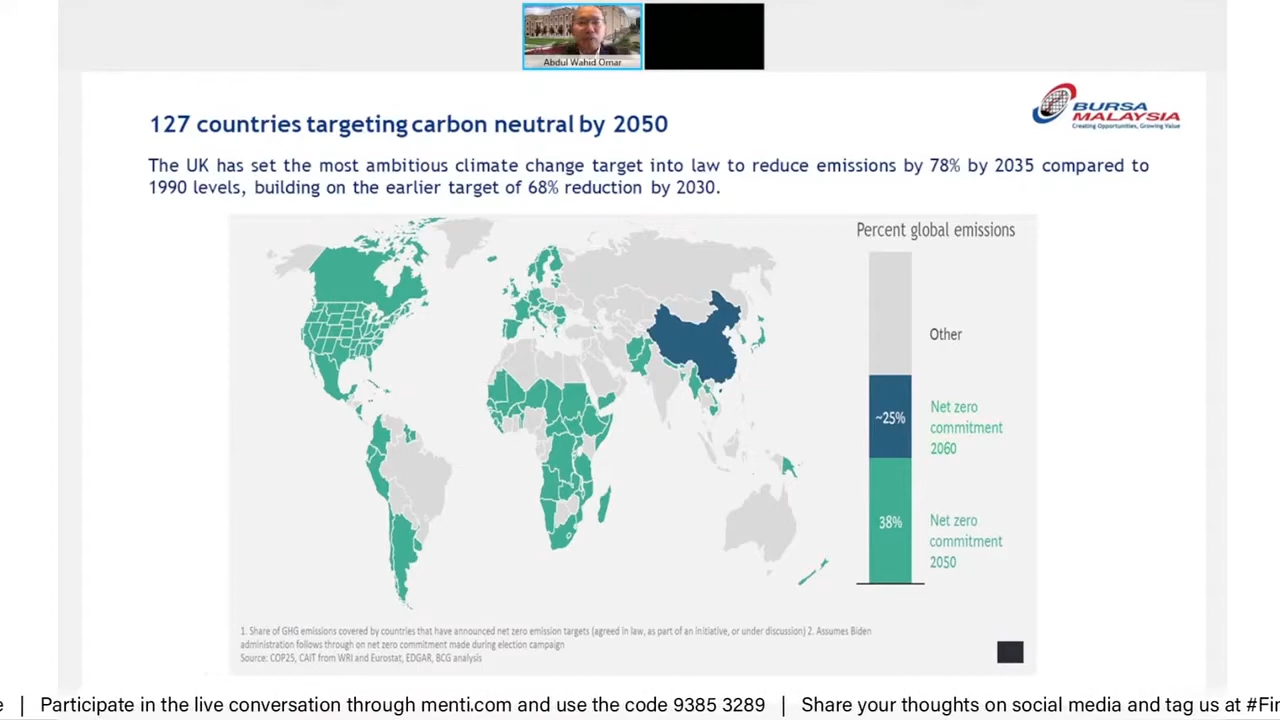 Abdul Wahid Omar
BURSA
MALAYSIA
Creating Opportunities, Growing Value
127 countries targeting carbon neutral by 2050
The UK has set the most ambitious climate change target into law to reduce emissions by 78% by 2035 compared to
1990 levels, building on the earlier target of 68% reduction by 2030.
Percent global emissions
Other
~25%
Net zero
commitment
2060
38%
Net zero
commitment
2050
1. Share of GHG emissions covered by countries that have announced net zero emission targets (agreed in law, as part of an initiative, or under discussion) 2. Assumes Biden
administration follows through on net zero commitment made during election campaign
Source: COP25, CAIT from WRI and Eurostat, EDGAR, BCG analysis
| Participate in the live conversation through menti.com and use the code 9385 3289 | Share your thoughts on social media and tag us at